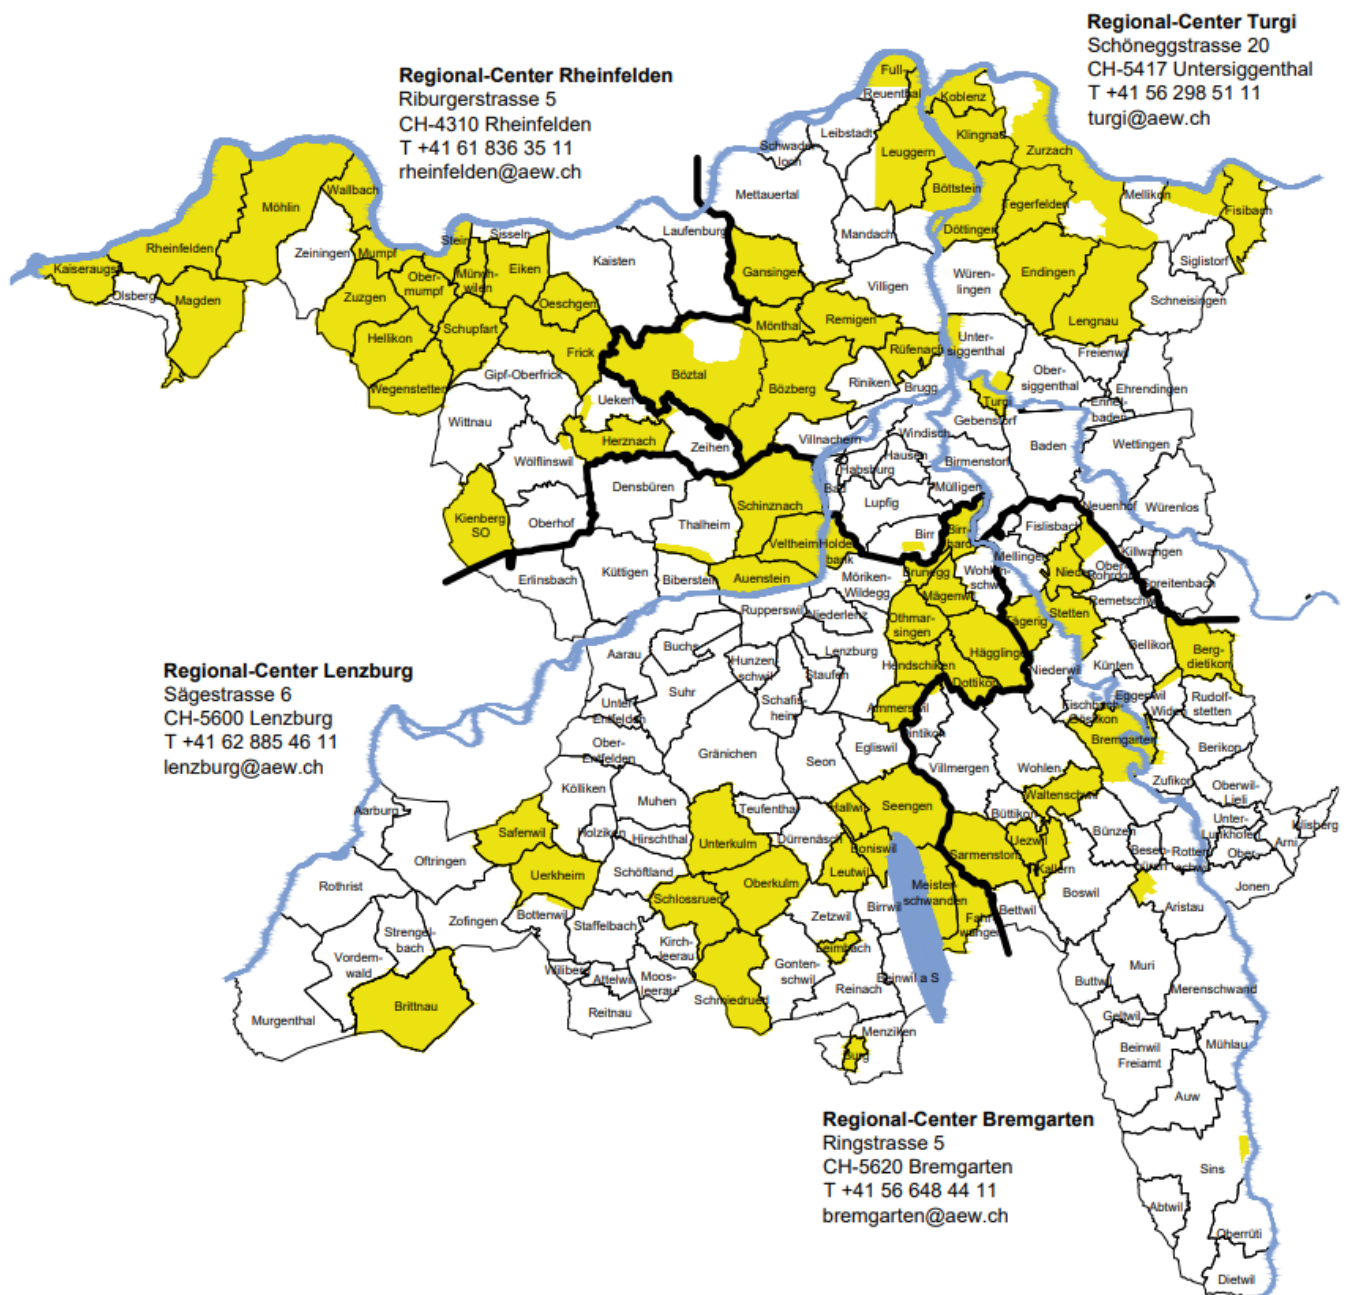 Regional-Center Turgi
Schöneggstrasse 20
CH-5417 Untersiggenthal
T +41 56 298 51 11
turgi@aew.ch
Regional-Center Rheinfelden
Riburgerstrasse 5
CH-4310 Rheinfelden
T +41 61 836 35 11
rheinfelden@aew.ch
Full-
Reuenthal
Koblenz
Leibstadt
Klingnau
Schwader-
loch
Leuggern
Zurzach
Mettauertal
Böttstein
Mellikon
Tegerfelden
Fisibach
Wallbach
Möhlin
Rheinfelden
Zeiningen
Mumpf
Stein
Sisseln
Laufenburg
Mandach
Döttingen
Kaiseraugst
Olsberg
Magden
Zuzgen
Ober-
mumpf
Münch-
wilen
Eiken
Kaisten
Gansingen
Villigen
Würen-
lingen
Endingen
Siglistorf
Schneisingen
Oeschgen
Hellikon
Schupfart
Mönthal
Remigen
Lengnau
Frick
Rüfenach
Unter-
siggenthal
Freienwil
Gipf-Oberfrick
Böztal
Bözberg
Riniken
Brugg
Ober-
siggenthal
Ehrendingen
Wegenstetten
Ueken
Turgi
Ennet-
baden
Wittnau
Herznach
Zeihen
Villnachern
Windisch
Gebenstorf
Baden
Wettingen
Wölflinswil
Hausen
Habsburg
Birmenstorf
Densbüren
Schinznach
Bad
Lupfig
Mülligen
Neuenhof
Würenlos
Kienberg
SO
Oberhof
Thalheim
Birr
Birr-
hard
Fislisbach
Veltheim
Holder-
bank
Mellingen
Killwangen
Erlinsbach
Küttigen
Biberstein
Auenstein
Möriken-
Wildegg
Brunegg
Wohlen-
schwil
Ober-
Rohrdorf
Spreitenbach
Mägenwil
Remetschwil
Rupperswil
Niederlenz
Othmar-
singen
Tägerig
Stetten
Bellikon
Berg-
dietikon
Regional-Center Lenzburg
Sägestrasse 6
CH-5600 Lenzburg
T +41 62 885 46 11
lenzburg@aew.ch
Aarau
Buchs
Hunzen-
schwil
Lenzburg
Staufen
Hendschiken
Hägglingen
Dottikon
Niederwil
Künten
Suhr
Schafis-
heim
Ammerswil
Fischbach-
Göslikon
Eggenwil
Widen
Rudolf-
stetten
Unter-
Entfelden
Ober-
Entfelden
Gränichen
Seon
Egliswil
Villmergen
Wohlen
Bremgarten
Berikon
Zufikon
Kölliken
Muhen
Teufenthal
Hallwil
Seengen
Büttikon
Waltenschwil
Oberwil-
Lieli
Aarburg
Safenwil
Holziken
Hirschthal
Unterkulm
Dürrenäsch
Boniswil
Sarmenstorf
Uezwil
Kallern
Bünzen
Besen-
büren
Rotten-
schwil
Unter-
Lunkhofen
Ober-
Arni
Islisberg
Oftringen
Uerkheim
Schöftland
Oberkulm
Leutwil
Meister-
schwanden
Boswil
Jonen
Rothrist
Schlossrued
Birrwil
Fahr-
wangen
Bettwil
Aristau
Zofingen
Bottenwil
Staffelbach
Zetzwil
Strengel-
bach
Kirch-
leerau
Leimbach
Vordem-
wald
Wiliberg
Attelwil
Moos-
leerau
Gonten-
schwil
Reinach
Beinwil a S
Muri
Buttwil
Merenschwand
Murgenthal
Brittnau
Reitnau
Schmiedrued
Menziken
Burg
Geltwil
Beinwil
Freiamt
Mühlau
Auw
Regional-Center Bremgarten
Ringstrasse 5
CH-5620 Bremgarten
T +41 56 648 44 11
bremgarten@aew.ch
Sins
Abtwil
Oberrüti
Dietwil